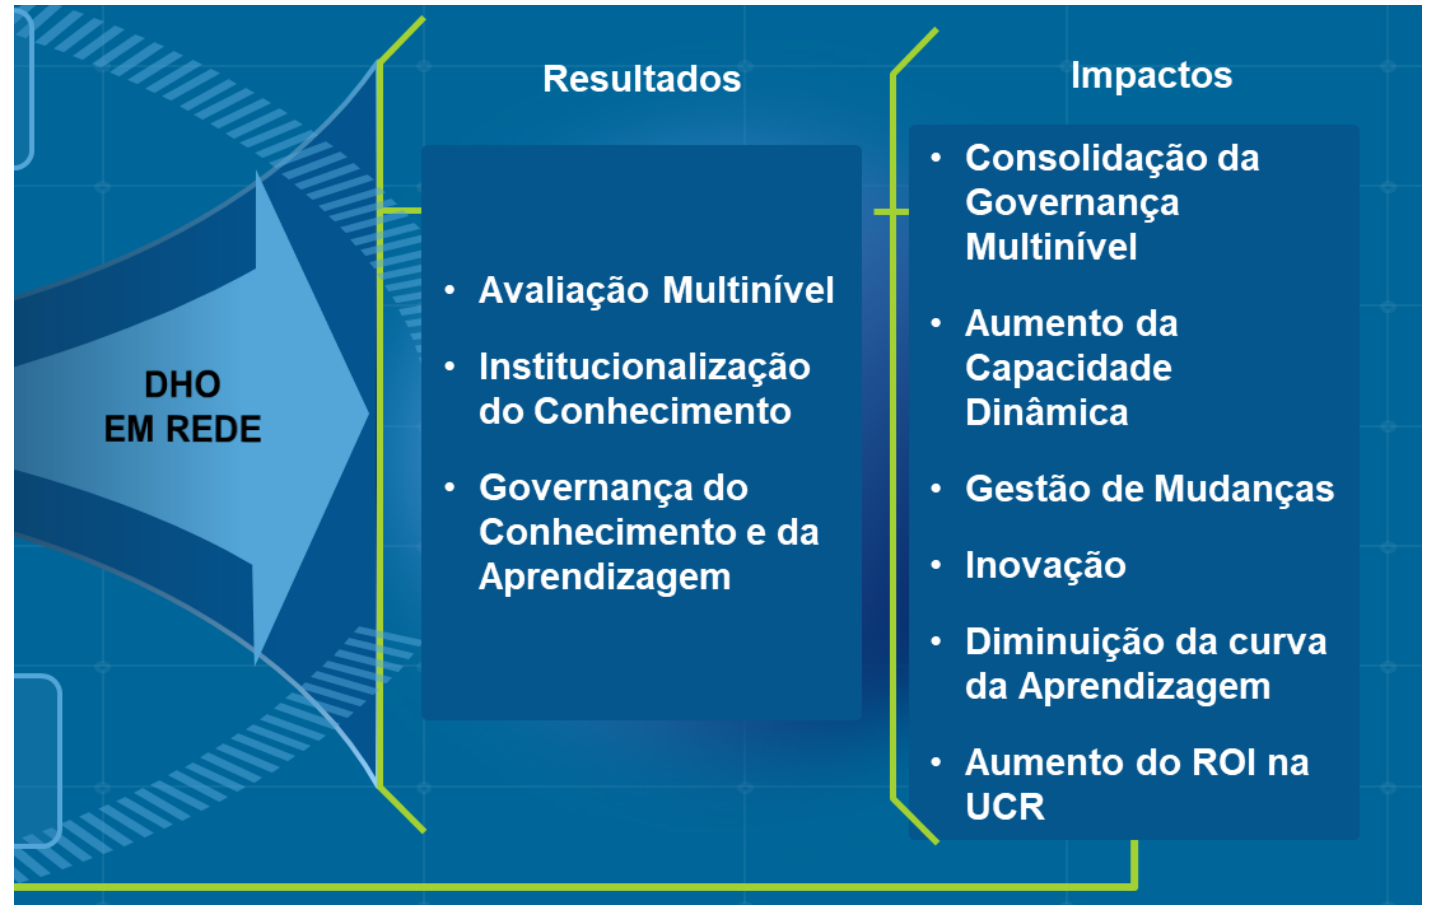 DHO
EM REDE
Resultados
• Avaliação Multinível
• Institucionalização
do Conhecimento
• Governança do
Conhecimento e da
Aprendizagem
Impactos
• Consolidação da
Governança
Multinível
• Aumento da
Capacidade
Dinâmica
• Gestão de Mudanças
• Inovação
• Diminuição da curva
da Aprendizagem
• Aumento do ROI na
UCR